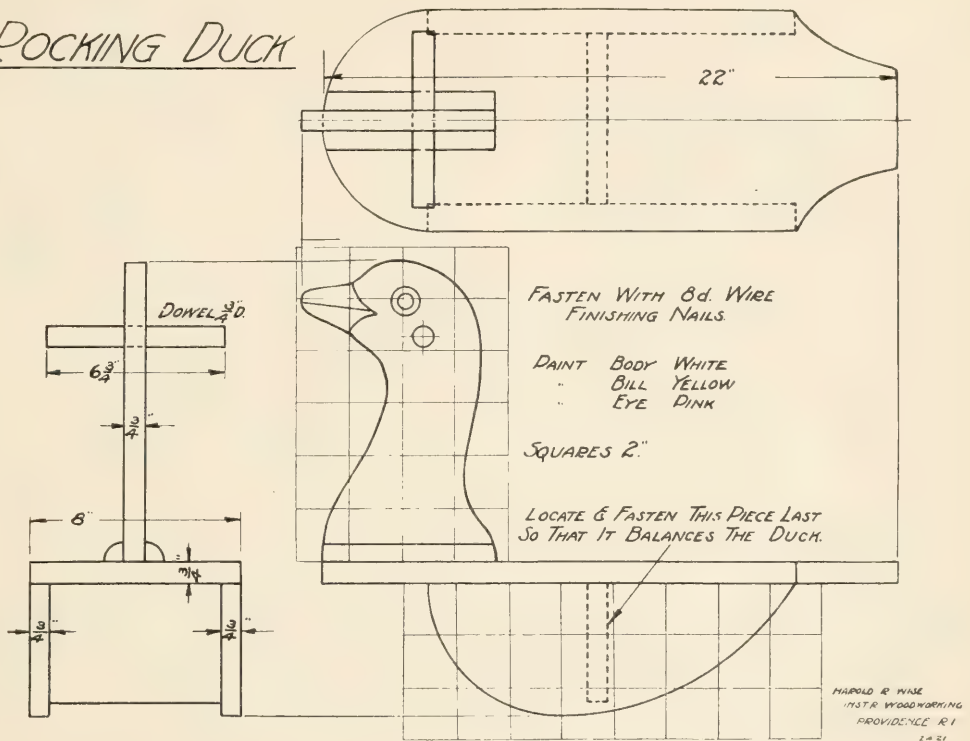 ROCKING DUCK
22"
DOWEL 3/4" D.
6 3/4"
3/4"
8"
3/4"
3/4"
3/4"
FASTEN WITH 8d. WIRE
FINISHING NAILS.
PAINT BODY WHITE
" BILL YELLOW
" EYE PINK
SQUARES 2".
LOCATE & FASTEN THIS PIECE LAST
SO THAT IT BALANCES THE DUCK.
HAROLD R WISE
INSTR WOODWORKING
PROVIDENCE RI